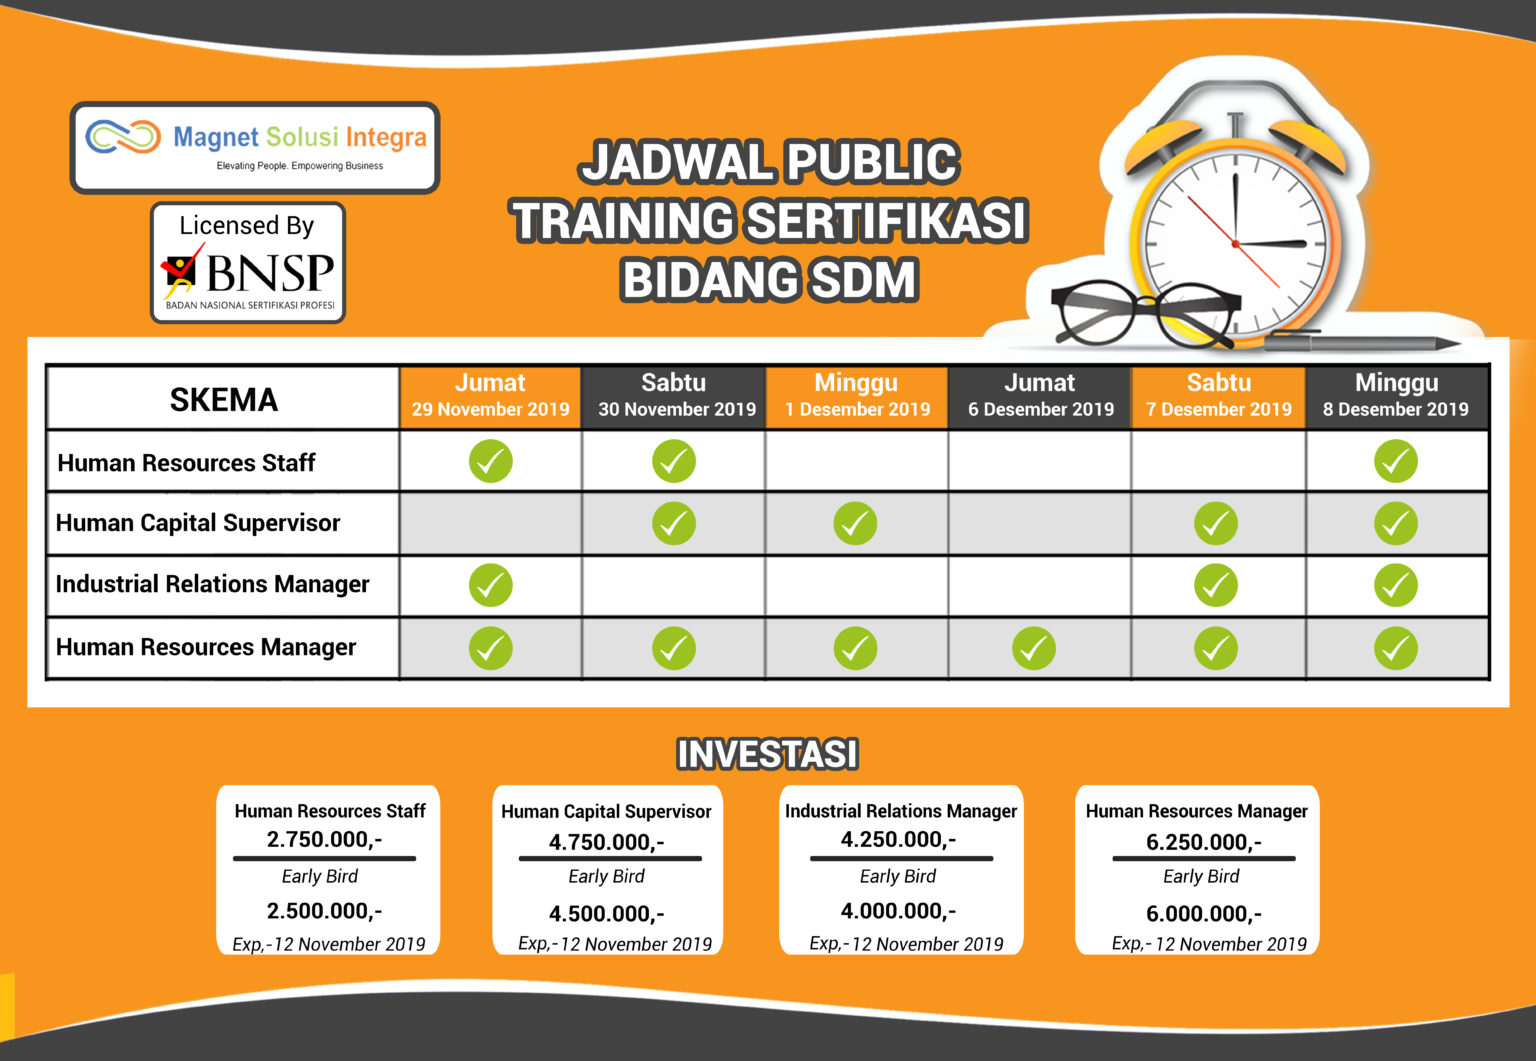 Magnet Solusi Integra
Elevating People. Empowering Business
Licensed By
BNSP
BADAN NASIONAL SERTIFIKASI PROFESI
JADWAL PUBLIC
TRAINING SERTIFIKASI
BIDANG SDM
SKEMA
Jumat
29 November 2019
Sabtu
30 November 2019
Minggu
1 Desember 2019
Jumat
6 Desember 2019
Sabtu
7 Desember 2019
Minggu
8 Desember 2019
Human Resources Staff
Human Capital Supervisor
Industrial Relations Manager
Human Resources Manager
INVESTASI
Human Resources Staff
2.750.000,-
Early Bird
2.500.000,-
Exp,-12 November 2019
Human Capital Supervisor
4.750.000,-
Early Bird
4.500.000,-
Exp,-12 November 2019
Industrial Relations Manager
4.250.000,-
Early Bird
4.000.000,-
Exp,-12 November 2019
Human Resources Manager
6.250.000,-
Early Bird
6.000.000,-
Exp,-12 November 2019